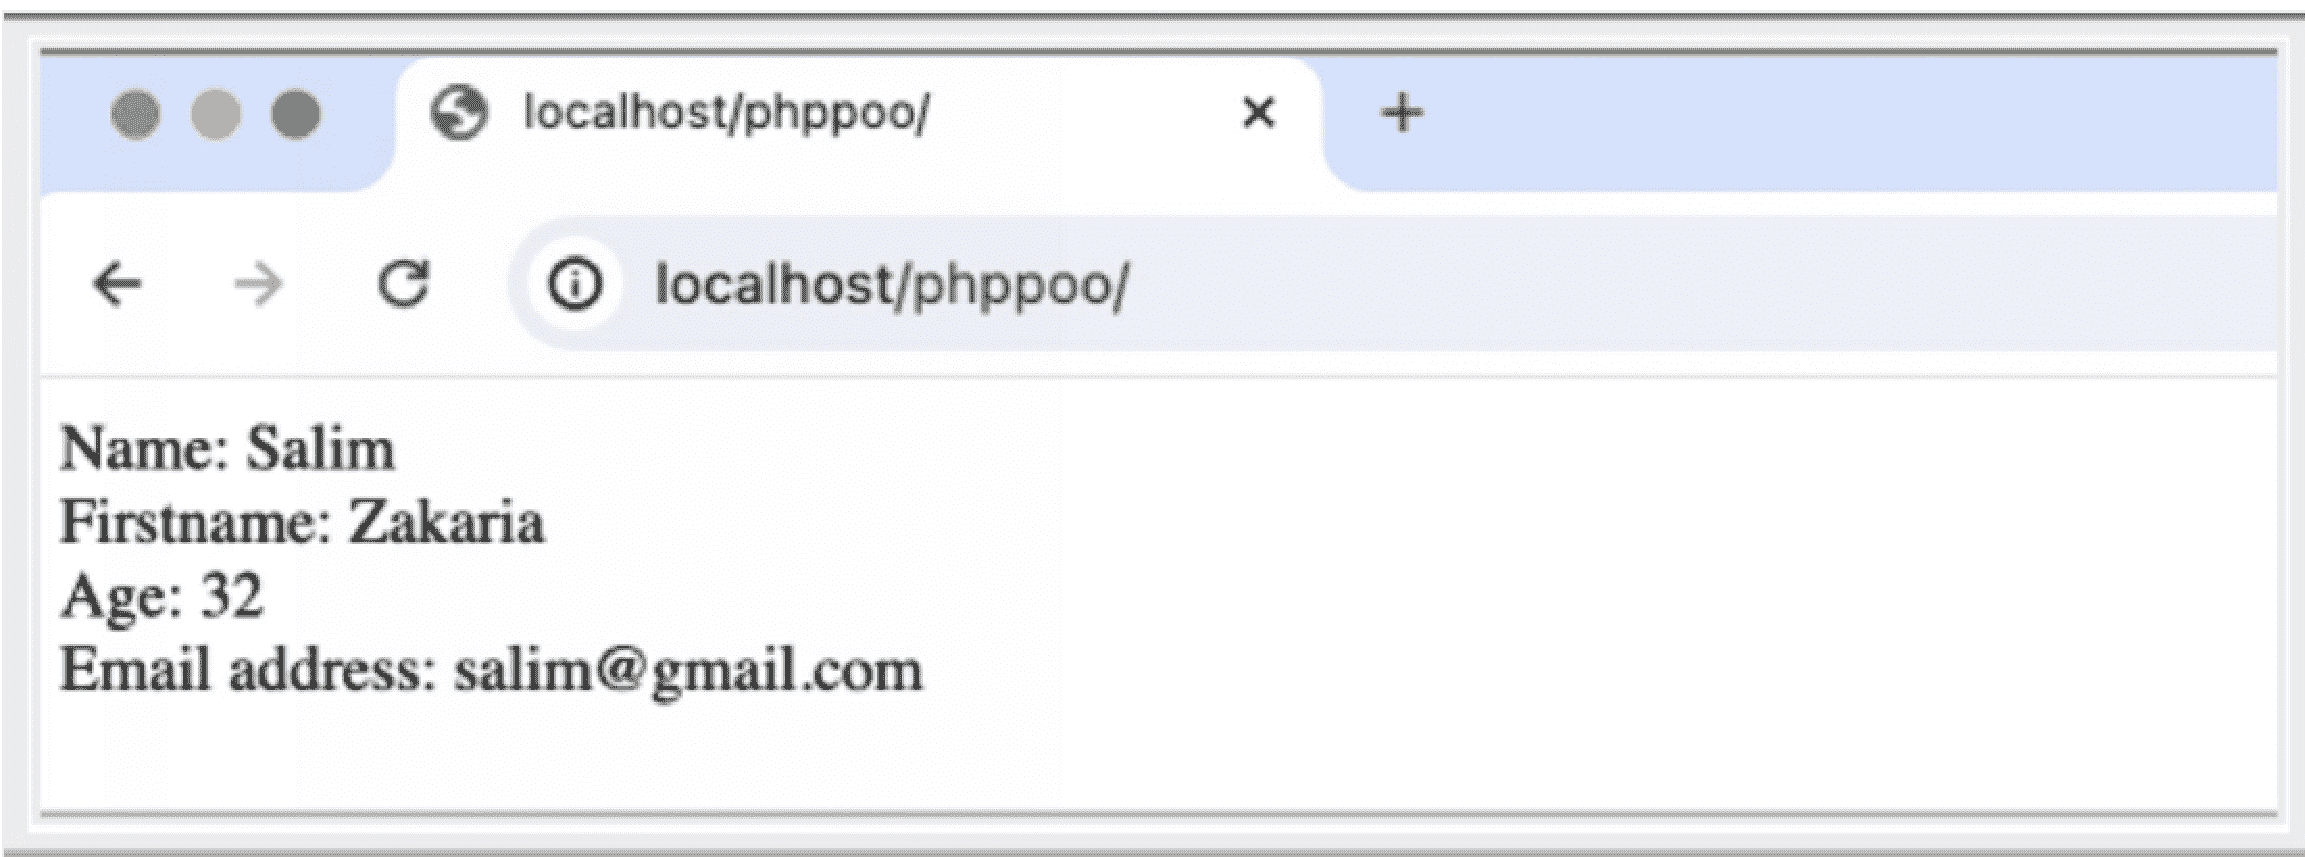 localhost/phppoo/
localhost/phppoo/
Name: Salim
Firstname: Zakaria
Age: 32
Email address: salim@gmail.com